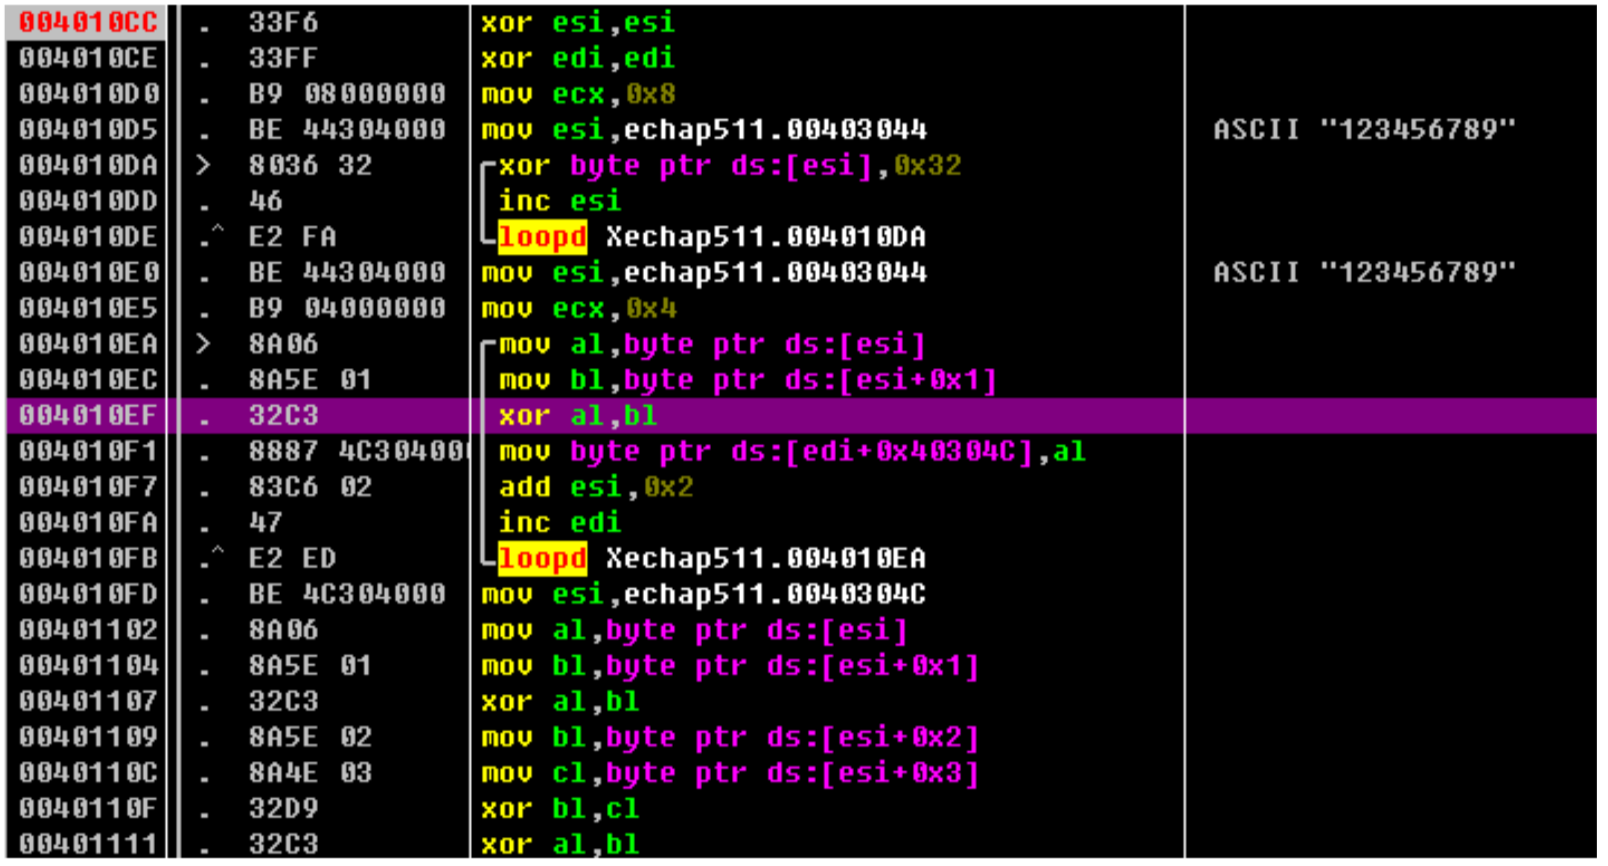 004010CC . 33F6 xor esi,esi
004010CE . 33FF xor edi,edi
004010D0 . B9 08000000 mov ecx,0x8
004010D5 . BE 44304000 mov esi,echap511.00403044 ASCII "123456789"
004010DA > 8036 32 xor byte ptr ds:[esi],0x32
004010DD . 46 inc esi
004010DE .^ E2 FA loopd Xechap511.004010DA
004010E0 . BE 44304000 mov esi,echap511.00403044 ASCII "123456789"
004010E5 . B9 04000000 mov ecx,0x4
004010EA > 8A06 mov al,byte ptr ds:[esi]
004010EC . 8A5E 01 mov bl,byte ptr ds:[esi+0x1]
004010EF . 32C3 xor al,bl
004010F1 . 8887 4C304000 mov byte ptr ds:[edi+0x40304C],al
004010F7 . 83C6 02 add esi,0x2
004010FA . 47 inc edi
004010FB .^ E2 ED loopd Xechap511.004010EA
004010FD . BE 4C304000 mov esi,echap511.0040304C
00401102 . 8A06 mov al,byte ptr ds:[esi]
00401104 . 8A5E 01 mov bl,byte ptr ds:[esi+0x1]
00401107 . 32C3 xor al,bl
00401109 . 8A5E 02 mov bl,byte ptr ds:[esi+0x2]
0040110C . 8A4E 03 mov cl,byte ptr ds:[esi+0x3]
0040110F . 32D9 xor bl,cl
00401111 . 32C3 xor al,bl